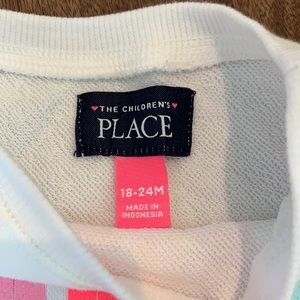 ♥THE CHILDREN'S♥
PLACE
18-24M
MADE IN
INDONESIA